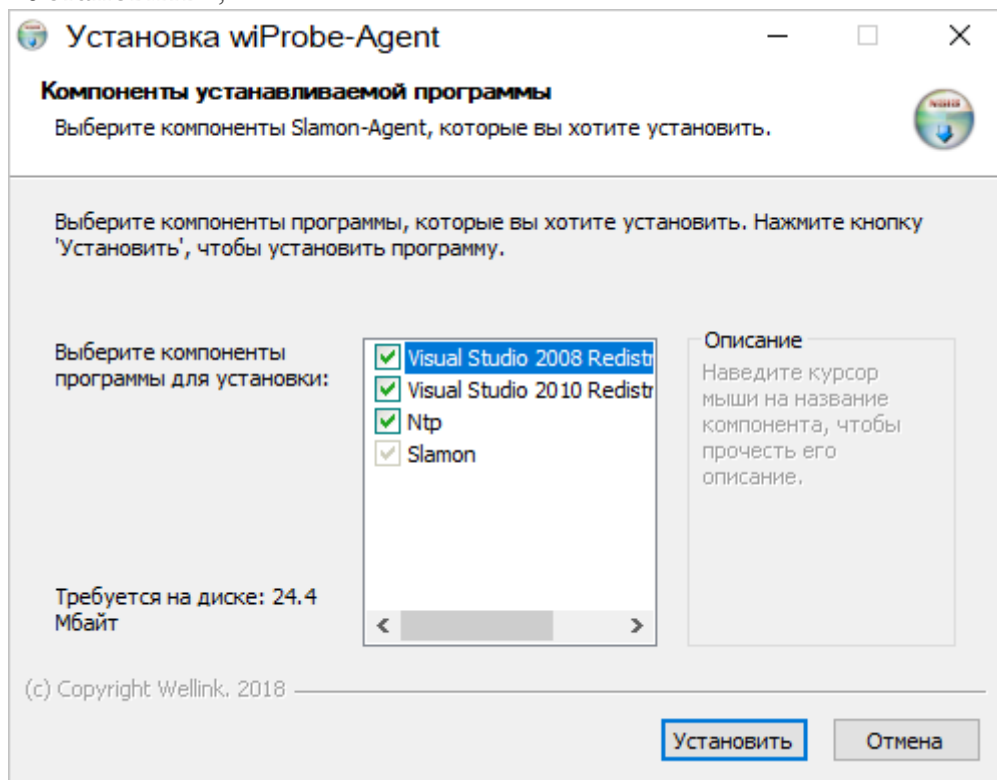 Установка wiProbe-Agent
Компоненты устанавливаемой программы
Выберите компоненты Slamon-Agent, которые вы хотите установить.
Выберите компоненты программы, которые вы хотите установить. Нажмите кнопку
'Установить', чтобы установить программу.
Выберите компоненты
программы для установки:
Visual Studio 2008 Redistr
Visual Studio 2010 Redistr
Ntp
Slamon
Описание
Наведите курсор
мыши на название
компонента, чтобы
прочесть его
описание.
Требуется на диске: 24.4
Мбайт
(c) Copyright Wellink, 2018
Установить
Отмена